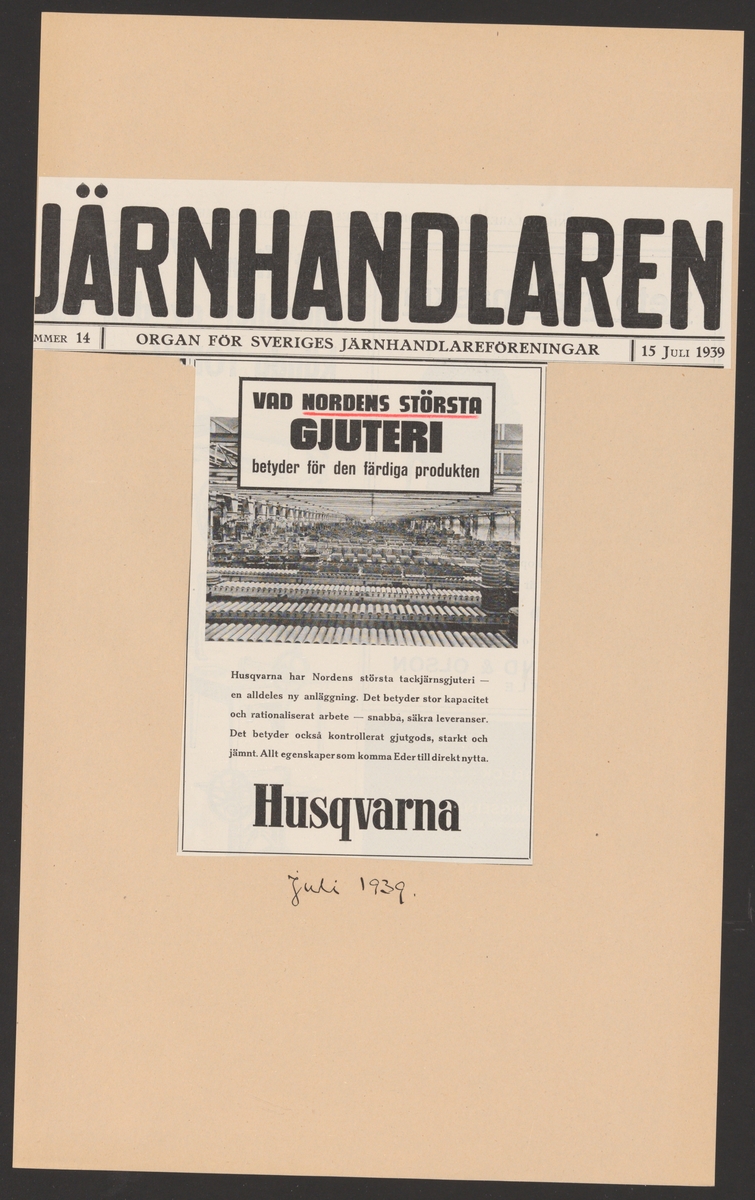 JÄRNHANDLAREN
MMER 14 ORGAN FÖR SVERIGES JÄRNHANDLAREFÖRENINGAR 15 JULI 1939
VAD NORDENS STÖRSTA
GJUTERI
betyder för den färdiga produkten
Husqvarna har Nordens största tackjärnsgjuteri —
en alldeles ny anläggning. Det betyder stor kapacitet
och rationaliserat arbete — snabba, säkra leveranser.
Det betyder också kontrollerat gjutgods, starkt och
jämnt. Allt egenskaper som komma Eder till direkt nytta.
Husqvarna
Juli 1939.